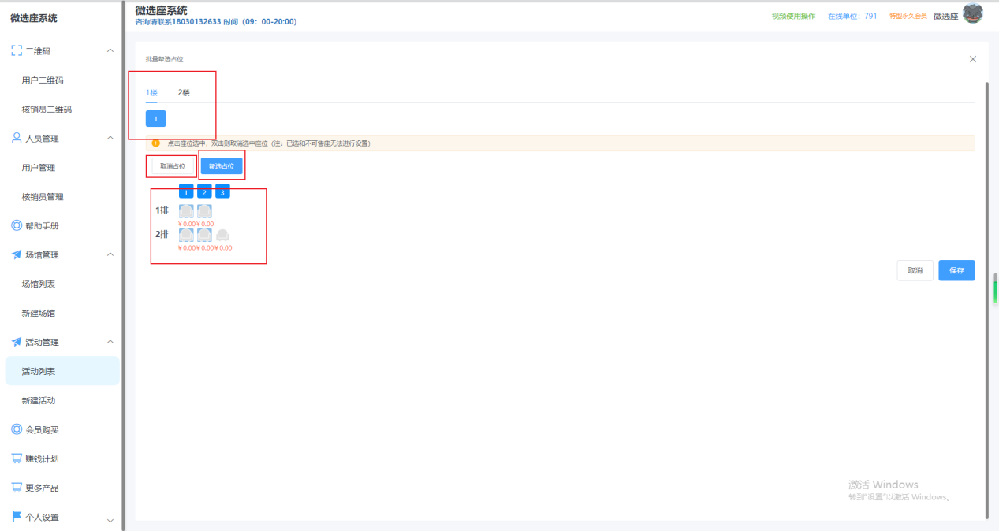 微选座系统
二维码
用户二维码
核销员二维码
人员管理
用户管理
核销员管理
帮助手册
场馆管理
场馆列表
新建场馆
活动管理
活动列表
新建活动
会员购买
赚钱计划
更多产品
个人设置
微选座系统
咨询请联系18030132633 时间（09：00-20:00）
视频使用操作 在线单位：791 特型永久会员 微选座
批量帮选占位
1楼 2楼
1
点击座位选中，双击则取消选中座位（注：已选和不可售座无法进行设置）
取消占位 帮选占位
1 2 3
1排
¥0.00 ¥0.00
2排
¥0.00 ¥0.00 ¥0.00
取消 保存
激活 Windows
转到"设置"以激活 Windows。